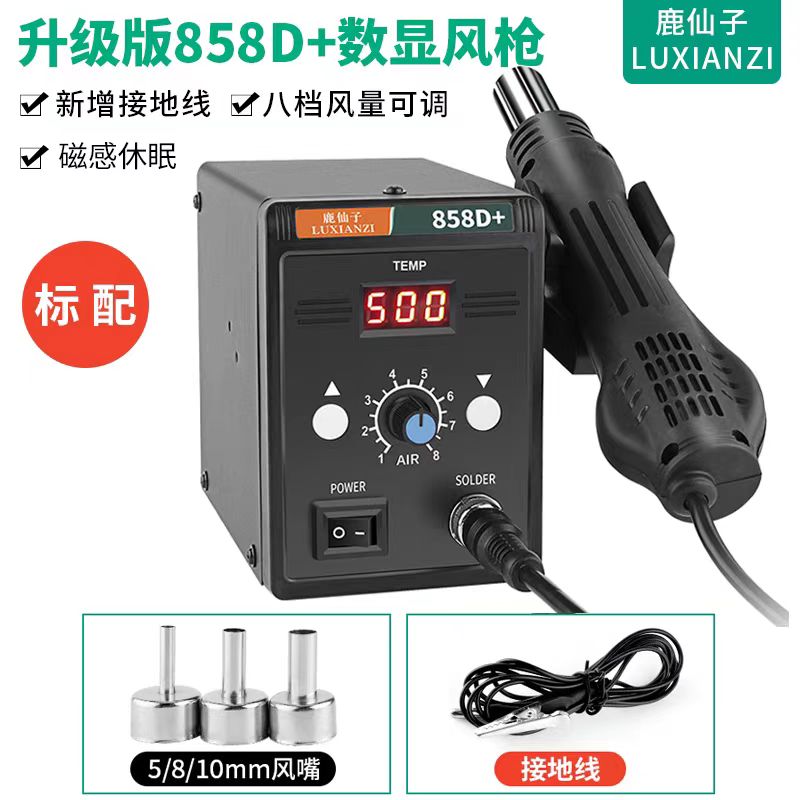 升级版858D+数显风枪
鹿仙子
LUXIANZI
新增接地线
八档风量可调
磁感休眠
标配
鹿仙子
LUXIANZI
858D+
TEMP
500
▲
▼
1 2 3 4 5 6 7 8
AIR
POWER
SOLDER
5/8/10mm风嘴
接地线